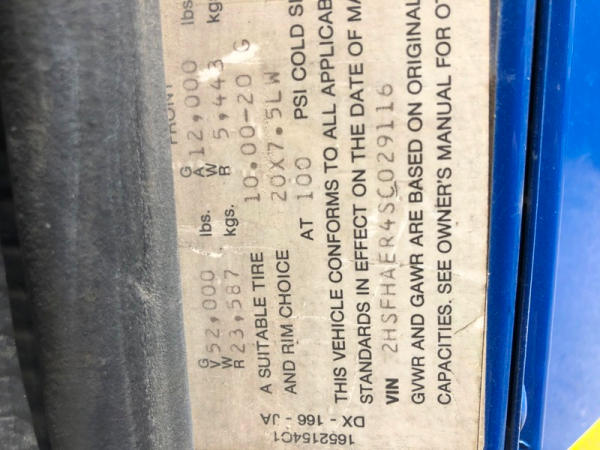 FRONT
GVWR 52,000 lbs. 23,587 kgs.
GAWR 12,000 lbs 5,443 kgs
A SUITABLE TIRE 10.00-20 G
AND RIM CHOICE 20X7.5LW
AT 100 PSI COLD
THIS VEHICLE CONFORMS TO ALL
STANDARDS IN EFFECT ON THE DATE OF
VIN 2HSFHAER4SC029116
GVWR AND GAWR ARE BASED ON ORIGINAL
CAPACITIES. SEE OWNER'S MANUAL FOR
1652154C1
DX - 166 - JA